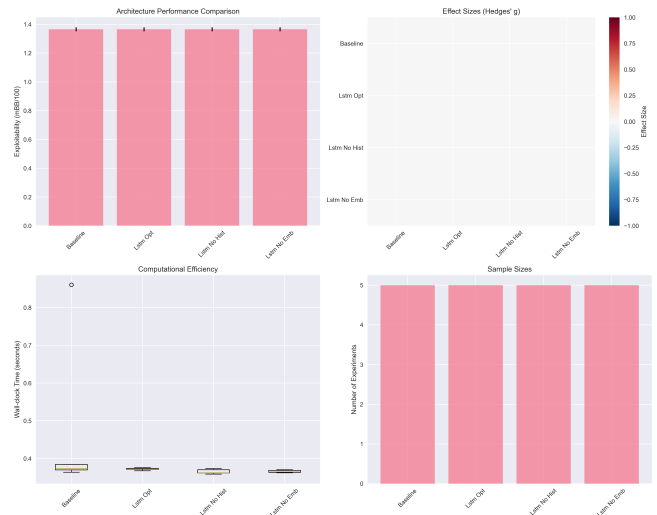 Architecture Performance Comparison
Exploitability (mBB/100)
1.4
1.2
1.0
0.8
0.6
0.4
0.2
0.0
Baseline
Lstm Opt
Lstm No Hist
Lstm No Emb
Effect Sizes (Hedges' g)
Baseline
Lstm Opt
Lstm No Hist
Lstm No Emb
Baseline
Lstm Opt
Lstm No Hist
Lstm No Emb
1.00
0.75
0.50
0.25
0.00
−0.25
−0.50
−0.75
−1.00
Effect Size
Computational Efficiency
Wall-clock Time (seconds)
0.8
0.7
0.6
0.5
0.4
Baseline
Lstm Opt
Lstm No Hist
Lstm No Emb
Sample Sizes
Number of Experiments
5
4
3
2
1
0
Baseline
Lstm Opt
Lstm No Hist
Lstm No Emb